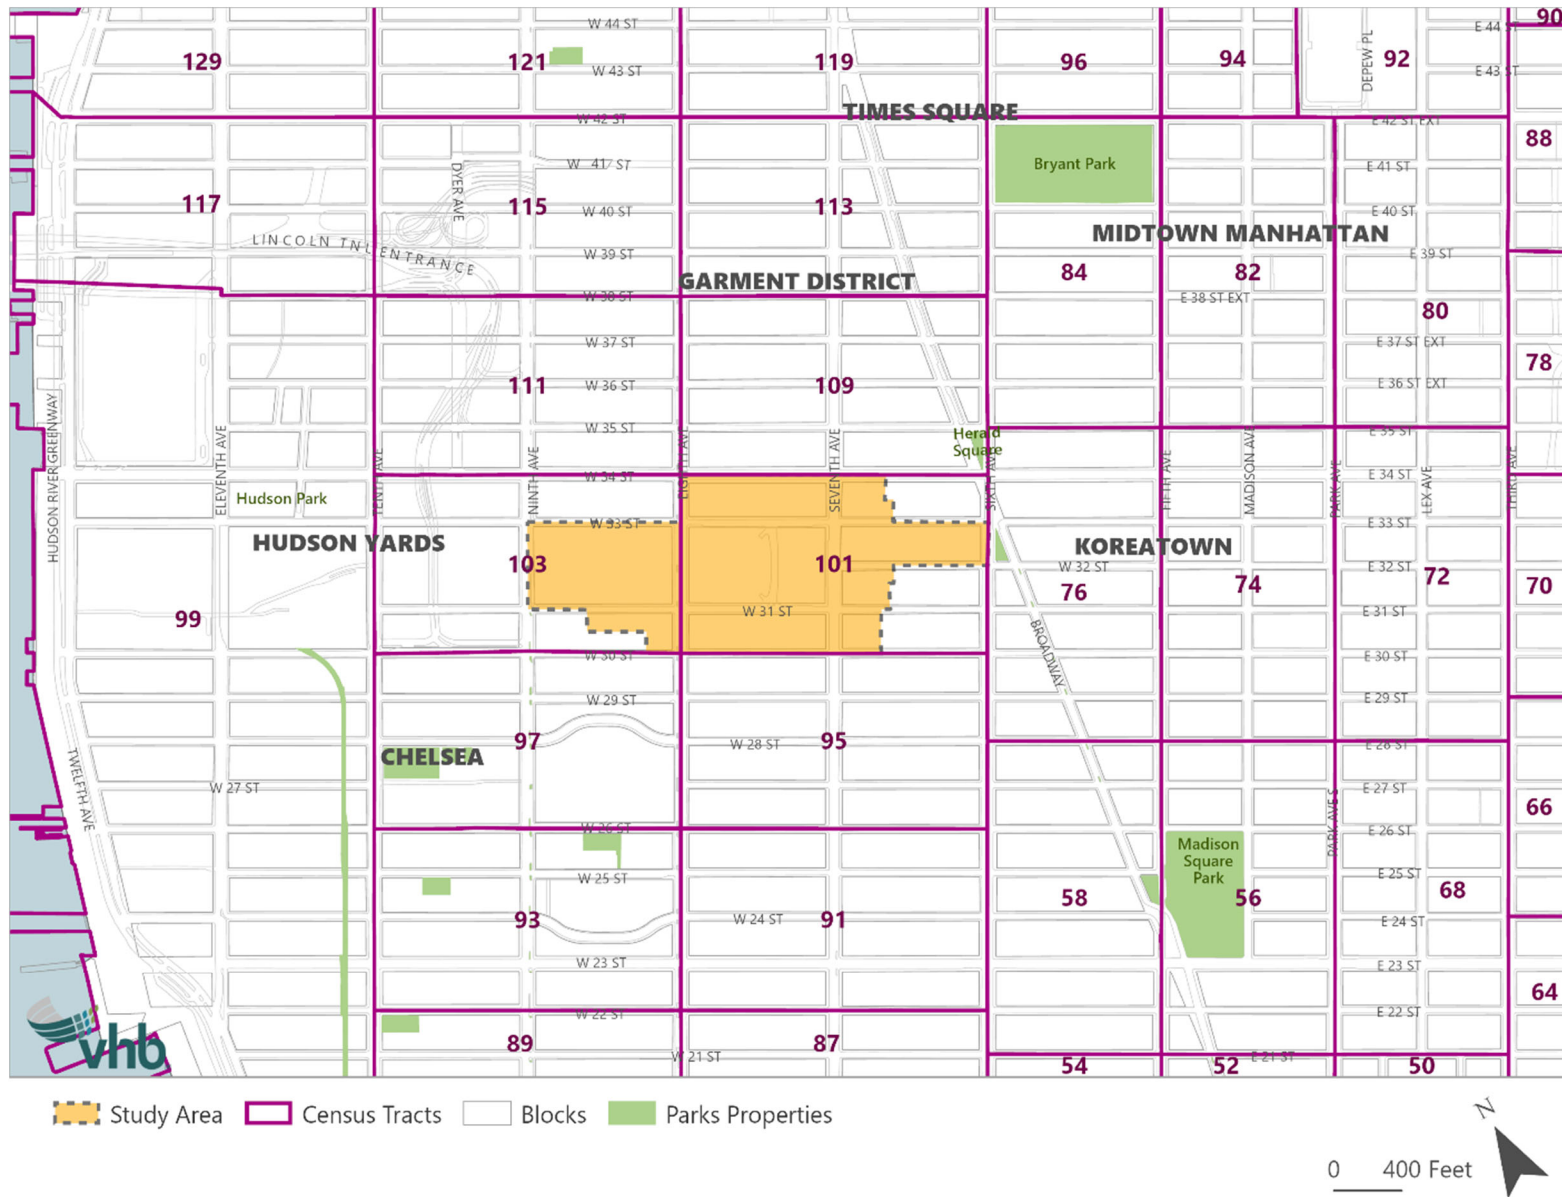 W 44 ST
E 44 ST
90
129
121
119
96
94
92
W 43 ST
E 43 ST
DEPEW PL
TIMES SQUARE
W 42 ST
E 42 ST EXT
88
Bryant Park
W 41 ST
E 41 ST
DYER AVE
117
115
W 40 ST
113
E 40 ST
MIDTOWN MANHATTAN
LINCOLN TNL ENTRANCE
W 39 ST
E 39 ST
GARMENT DISTRICT
84
82
W 38 ST
E 38 ST EXT
80
W 37 ST
E 37 ST EXT
78
111
W 36 ST
109
E 36 ST EXT
W 35 ST
E 35 ST
Herald
Square
HUDSON RIVER GREENWAY
ELEVENTH AVE
TENTH AVE
NINTH AVE
EIGHTH AVE
SEVENTH AVE
SIXTH AVE
FIFTH AVE
MADISON AVE
PARK AVE
LEX AVE
THIRD AVE
W 34 ST
E 34 ST
Hudson Park
W 33 ST
E 33 ST
HUDSON YARDS
KOREATOWN
103
101
W 32 ST
E 32 ST
76
74
72
70
99
W 31 ST
E 31 ST
BROADWAY
W 30 ST
E 30 ST
W 29 ST
E 29 ST
97
W 28 ST
95
E 28 ST
CHELSEA
TWELFTH AVE
W 27 ST
E 27 ST
PARK AVE S
66
W 26 ST
E 26 ST
Madison
Square
Park
W 25 ST
E 25 ST
58
56
68
93
W 24 ST
91
E 24 ST
W 23 ST
E 23 ST
64
W 22 ST
E 22 ST
vhb
89
87
W 21 ST
E 21 ST
54
52
50
Study Area
Census Tracts
Blocks
Parks Properties
N
0 400 Feet